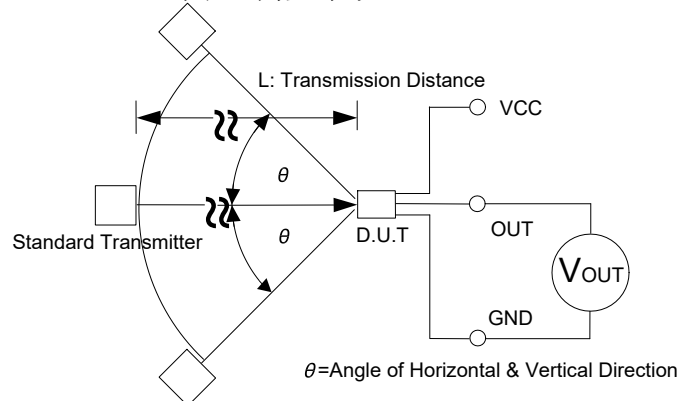 L: Transmission Distance
VCC
θ
Standard Transmitter
θ
D.U.T
OUT
VOUT
GND
θ=Angle of Horizontal & Vertical Direction